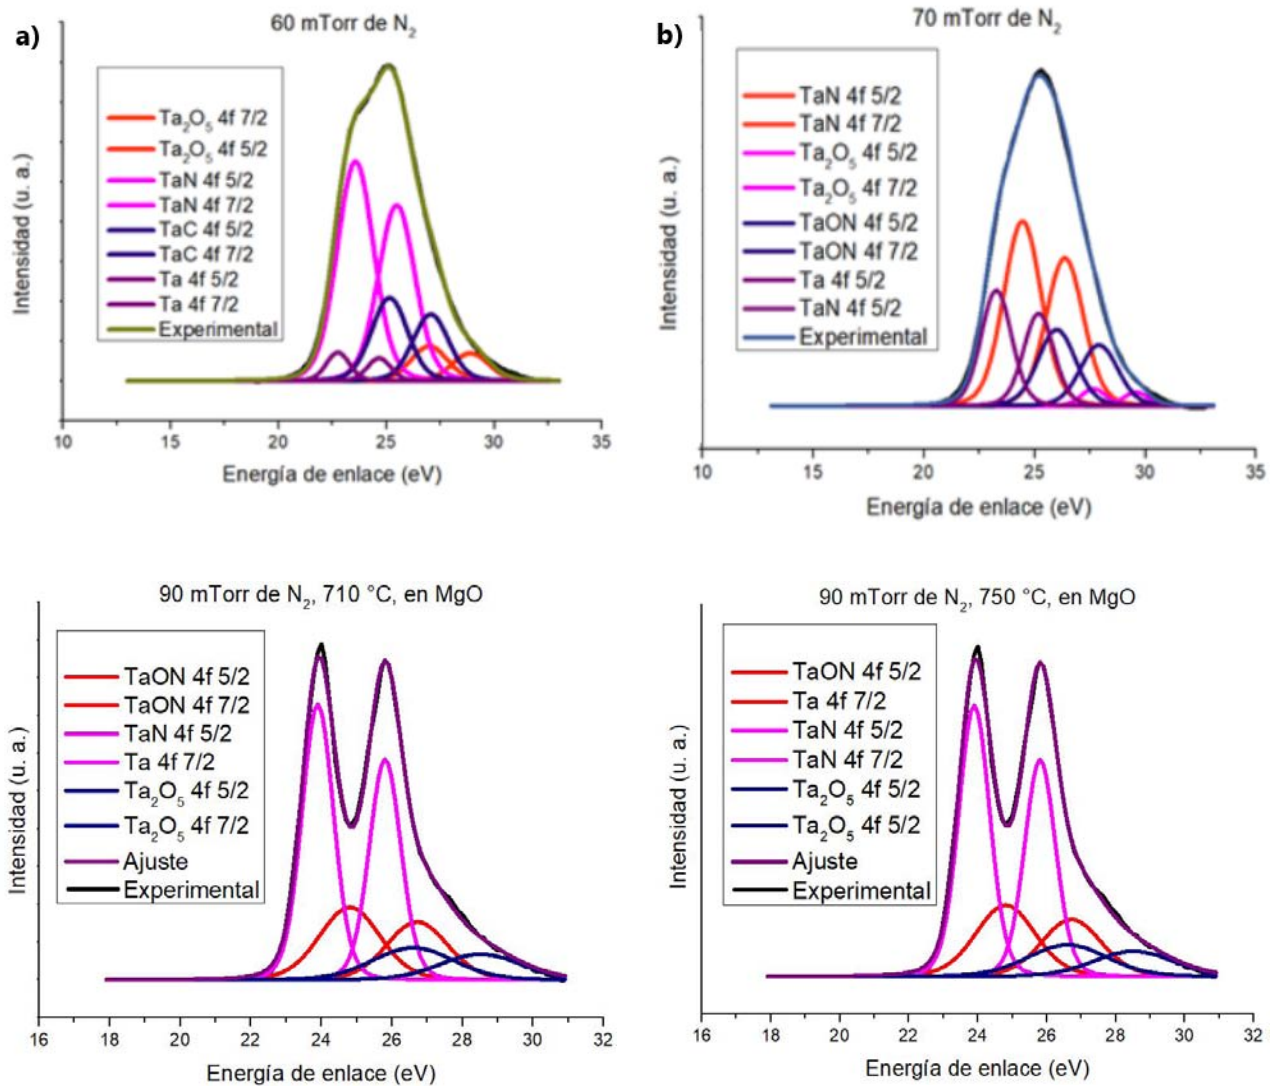 a)
60 mTorr de N2
Ta2O5 4f 7/2
Ta2O5 4f 5/2
TaN 4f 5/2
TaN 4f 7/2
TaC 4f 5/2
TaC 4f 7/2
Ta 4f 5/2
Ta 4f 7/2
Experimental
Intensidad (u. a.)
10 15 20 25 30 35
Energía de enlace (eV)
b)
70 mTorr de N2
TaN 4f 5/2
TaN 4f 7/2
Ta2O5 4f 5/2
Ta2O5 4f 7/2
TaON 4f 5/2
TaON 4f 7/2
Ta 4f 5/2
TaN 4f 5/2
Experimental
Intensidad (u. a.)
10 15 20 25 30 35
Energía de enlace (eV)
90 mTorr de N2, 710 °C, en MgO
TaON 4f 5/2
TaON 4f 7/2
TaN 4f 5/2
Ta 4f 7/2
Ta2O5 4f 5/2
Ta2O5 4f 7/2
Ajuste
Experimental
Intensidad (u. a.)
16 18 20 22 24 26 28 30 32
Energía de enlace (eV)
90 mTorr de N2, 750 °C, en MgO
TaON 4f 5/2
Ta 4f 7/2
TaN 4f 5/2
TaN 4f 7/2
Ta2O5 4f 5/2
Ta2O5 4f 5/2
Ajuste
Experimental
Intensidad (u. a.)
16 18 20 22 24 26 28 30 32
Energía de enlace (eV)